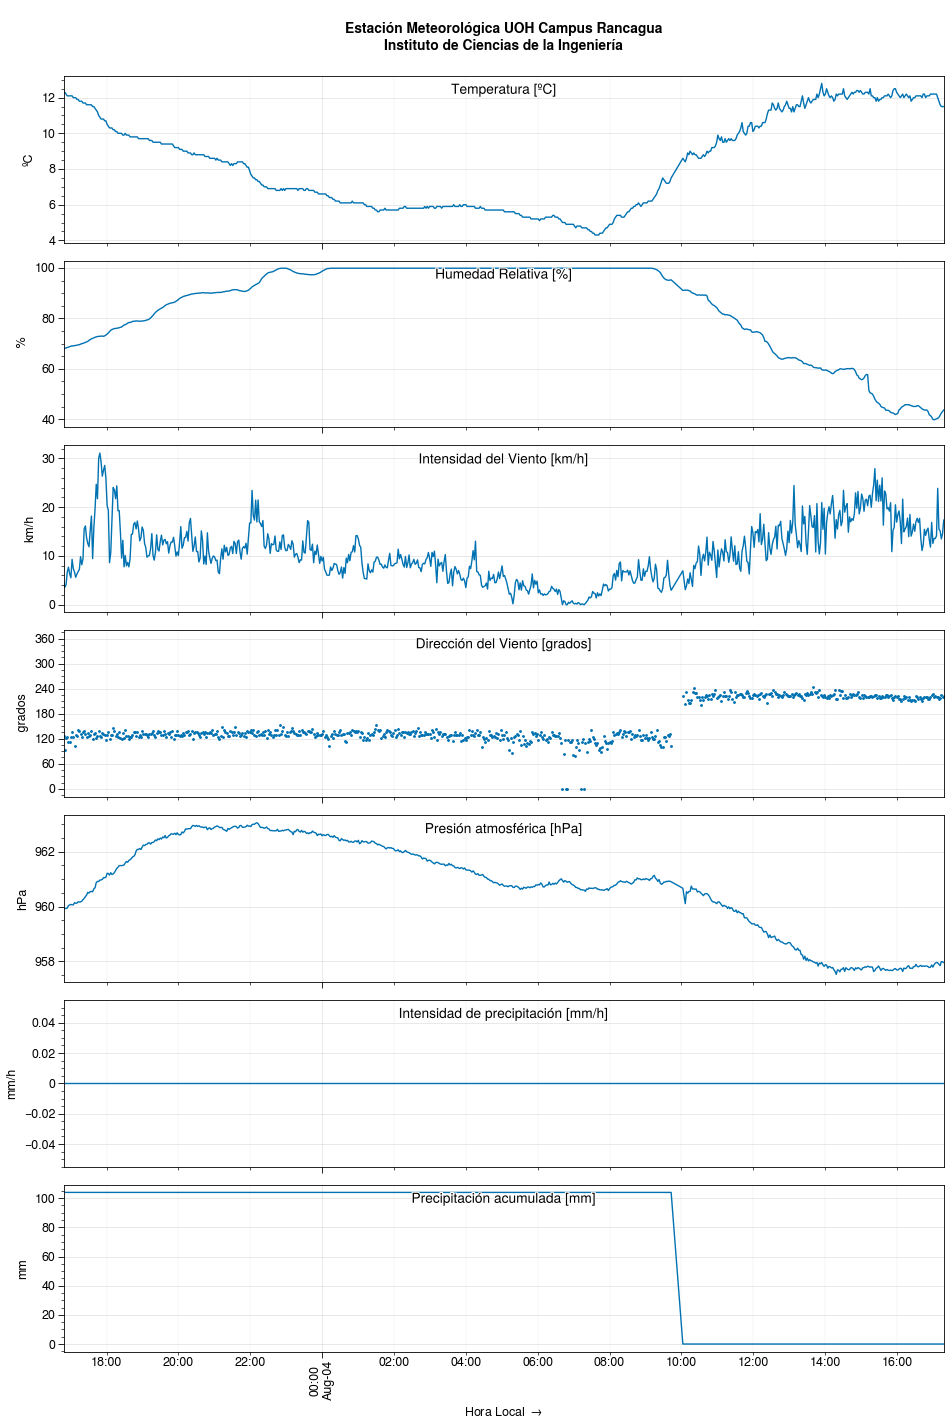 Estación Meteorológica UOH Campus Rancagua
Instituto de Ciencias de la Ingeniería
Temperatura [ºC]
ºC
12
10
8
6
4
Humedad Relativa [%]
%
100
80
60
40
Intensidad del Viento [km/h]
km/h
30
20
10
0
Dirección del Viento [grados]
grados
360
300
240
180
120
60
0
Presión atmosférica [hPa]
hPa
962
960
958
Intensidad de precipitación [mm/h]
mm/h
0.04
0.02
0
−0.02
−0.04
Precipitación acumulada [mm]
mm
100
80
60
40
20
0
18:00 20:00 22:00 00:00 02:00 04:00 06:00 08:00 10:00 12:00 14:00 16:00
Aug-04
Hora Local →